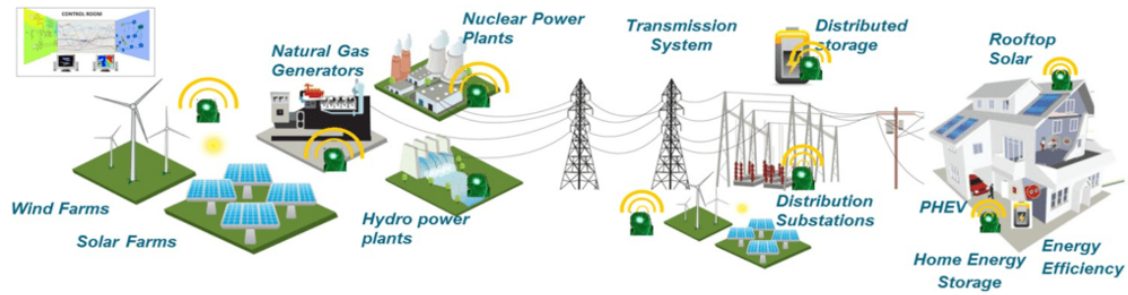 CONTROL ROOM
Natural Gas
Generators
Nuclear Power
Plants
Transmission
System
Distributed
storage
Rooftop
Solar
Wind Farms
Solar Farms
Hydro power
plants
Distribution
Substations
PHEV
Home Energy
Storage
Energy
Efficiency